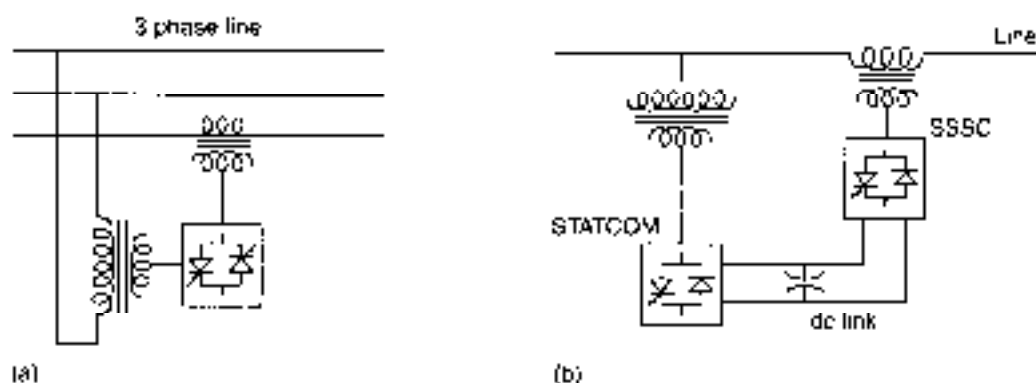 3 phase line
Line
SSSC
STATCOM
dc link
(a)
(b)